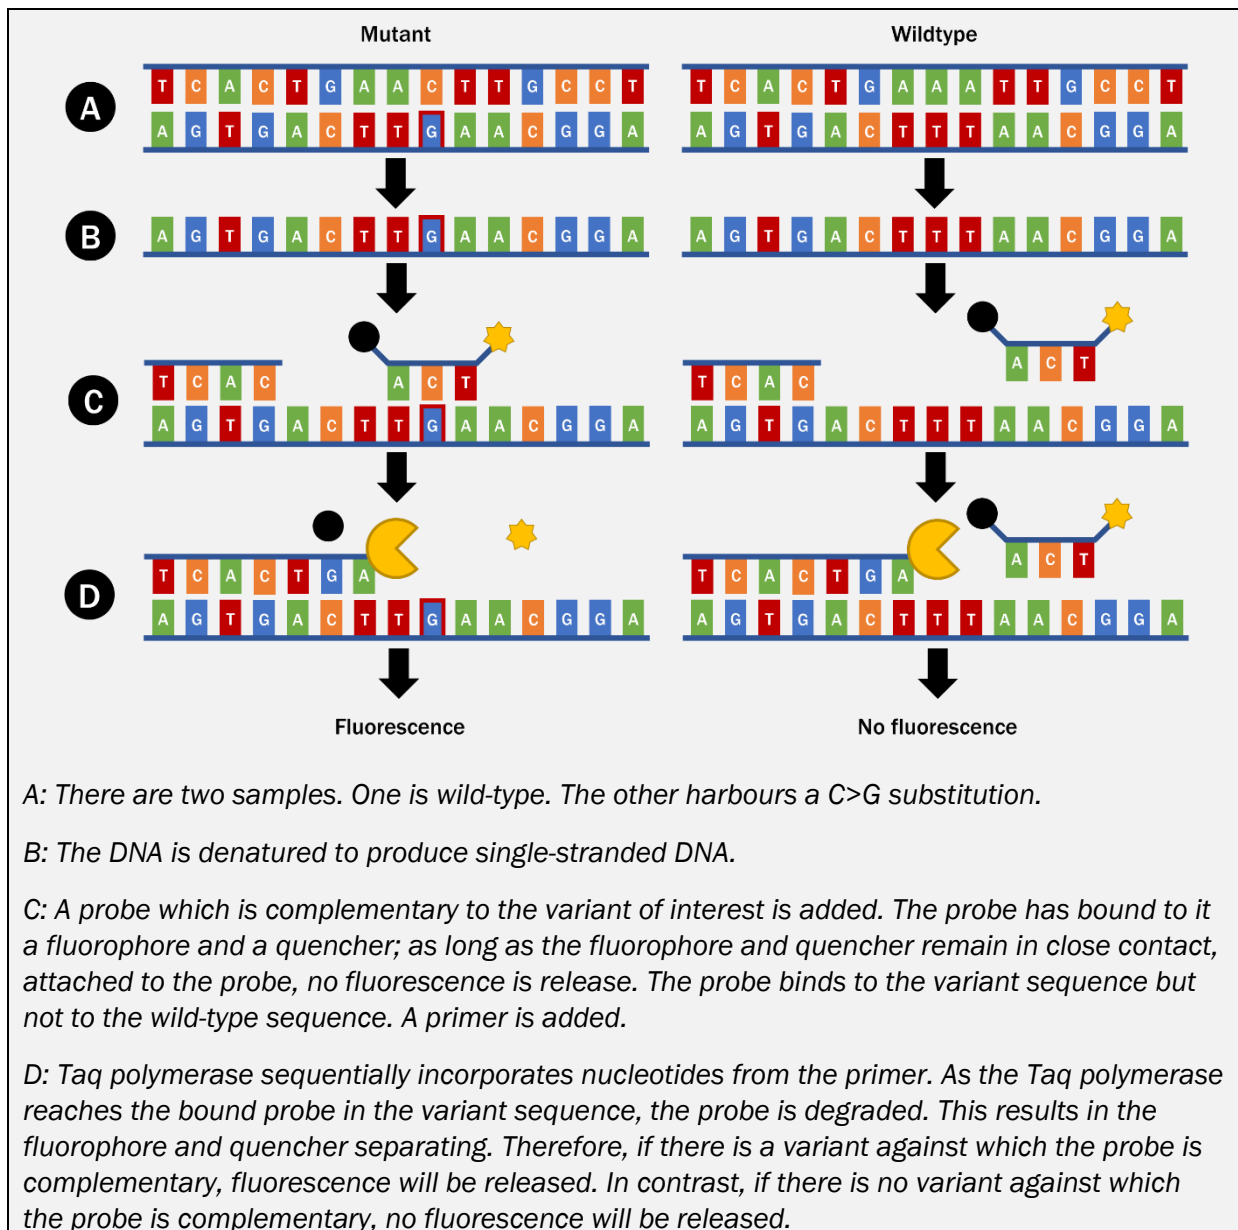 Mutant Wildtype
A
T C A C T G A A C T T G C C T T C A C T G A A A T T G C C T
A G T G A C T T G A A C G G A A G T G A C T T T A A C G G A
B
A G T G A C T T G A A C G G A A G T G A C T T T A A C G G A
C
A C T A C T
T C A C T C A C
A G T G A C T T G A A C G G A A G T G A C T T T A A C G G A
D
A C T
T C A C T G A T C A C T G A
A G T G A C T T G A A C G G A A G T G A C T T T A A C G G A
Fluorescence No fluorescence
A: There are two samples. One is wild-type. The other harbours a C>G substitution.
B: The DNA is denatured to produce single-stranded DNA.
C: A probe which is complementary to the variant of interest is added. The probe has bound to it
a fluorophore and a quencher; as long as the fluorophore and quencher remain in close contact,
attached to the probe, no fluorescence is release. The probe binds to the variant sequence but
not to the wild-type sequence. A primer is added.
D: Taq polymerase sequentially incorporates nucleotides from the primer. As the Taq polymerase
reaches the bound probe in the variant sequence, the probe is degraded. This results in the
fluorophore and quencher separating. Therefore, if there is a variant against which the probe is
complementary, fluorescence will be released. In contrast, if there is no variant against which
the probe is complementary, no fluorescence will be released.